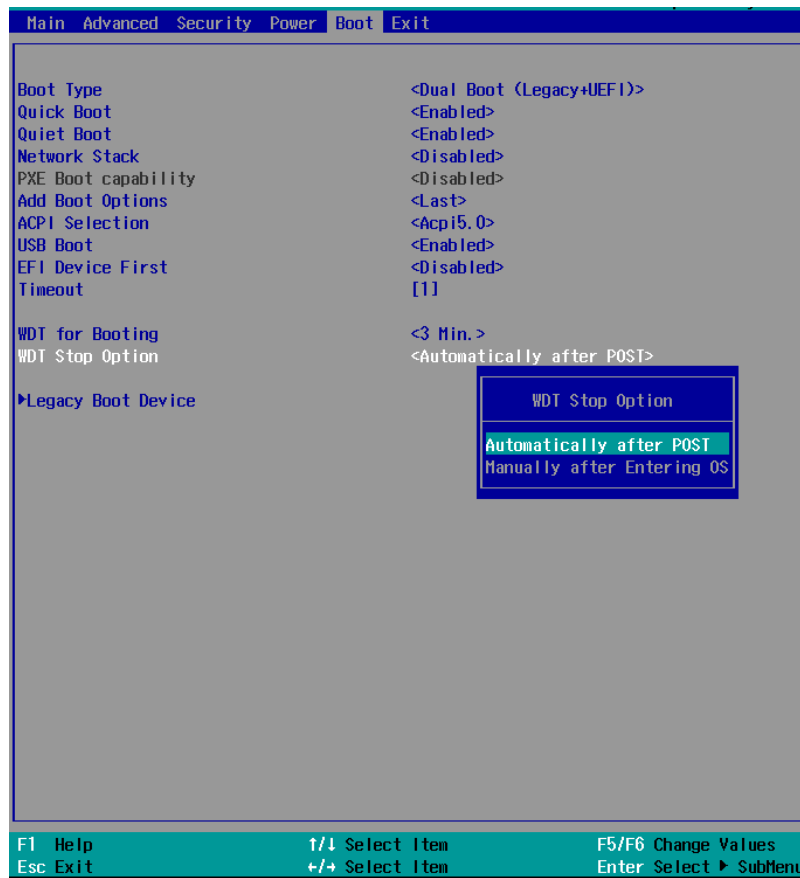 Main Advanced Security Power Boot Exit
Boot Type <Dual Boot (Legacy+UEFI)>
Quick Boot <Enabled>
Quiet Boot <Enabled>
Network Stack <Disabled>
PXE Boot capability <Disabled>
Add Boot Options <Last>
ACPI Selection <Acpi5.0>
USB Boot <Enabled>
EFI Device First <Disabled>
Timeout [1]
WDT for Booting <3 Min.>
WDT Stop Option <Automatically after POST>
▶Legacy Boot Device
WDT Stop Option
Automatically after POST
Manually after Entering OS
F1 Help ↑/↓ Select Item F5/F6 Change Values
Esc Exit ←/→ Select Item Enter Select ▶ SubMenu